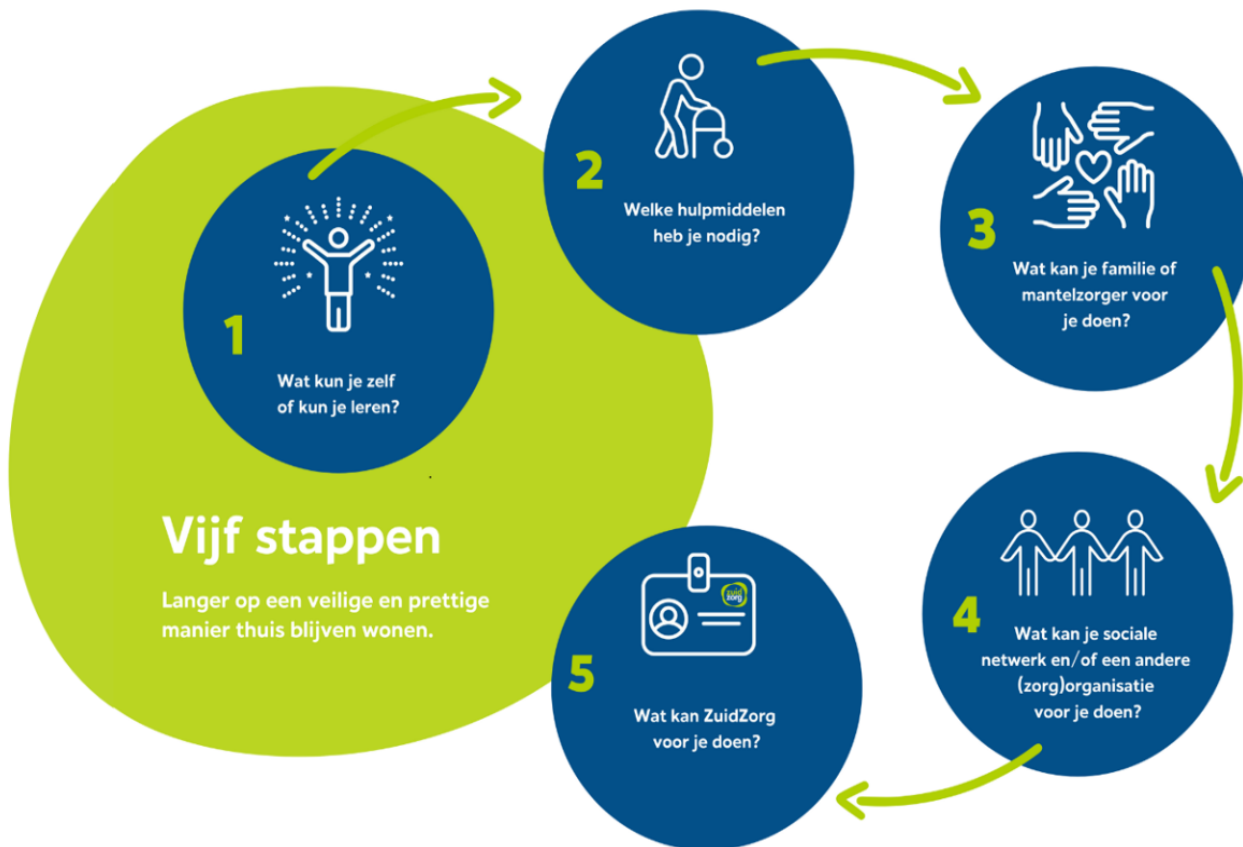 1
Wat kun je zelf
of kun je leren?
2
Welke hulpmiddelen
heb je nodig?
3
Wat kan je familie of
mantelzorger voor
je doen?
4
Wat kan je sociale
netwerk en/of een andere
(zorg)organisatie
voor je doen?
5
zuid
zorg
Wat kan ZuidZorg
voor je doen?
Vijf stappen
Langer op een veilige en prettige
manier thuis blijven wonen.